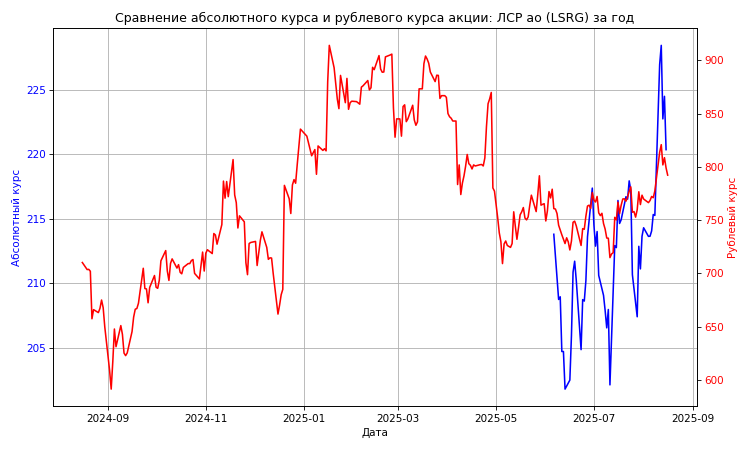 Сравнение абсолютного курса и рублевого курса акции: ЛСР ао (LSRG) за год
Абсолютный курс
225
220
215
210
205
900
850
800
750
700
650
600
Рублевый курс
2024-09 2024-11 2025-01 2025-03 2025-05 2025-07 2025-09
Дата